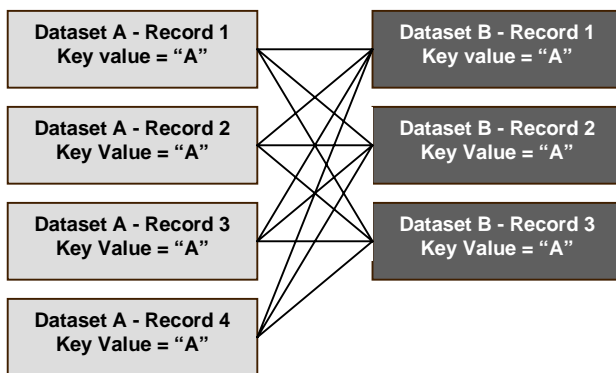 Dataset A - Record 1
Key value = “A”
Dataset B - Record 1
Key value = “A”
Dataset A - Record 2
Key Value = “A”
Dataset B - Record 2
Key Value = “A”
Dataset A - Record 3
Key Value = “A”
Dataset B - Record 3
Key Value = “A”
Dataset A - Record 4
Key Value = “A”